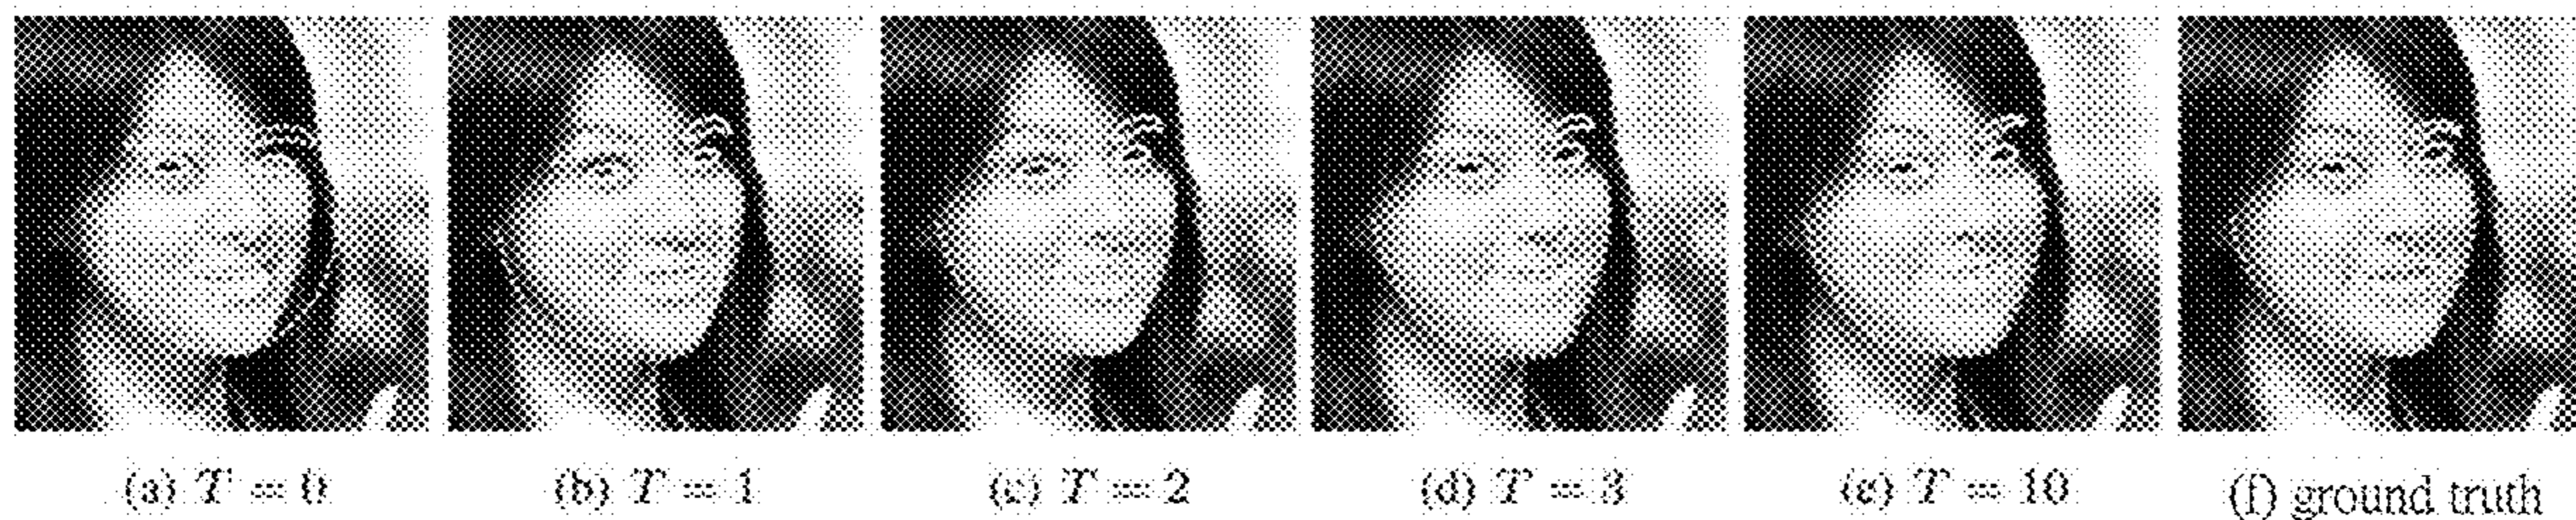 (a) T = 0 (b) T = 1 (c) T = 2 (d) T = 3 (e) T = 10 (f) ground truth